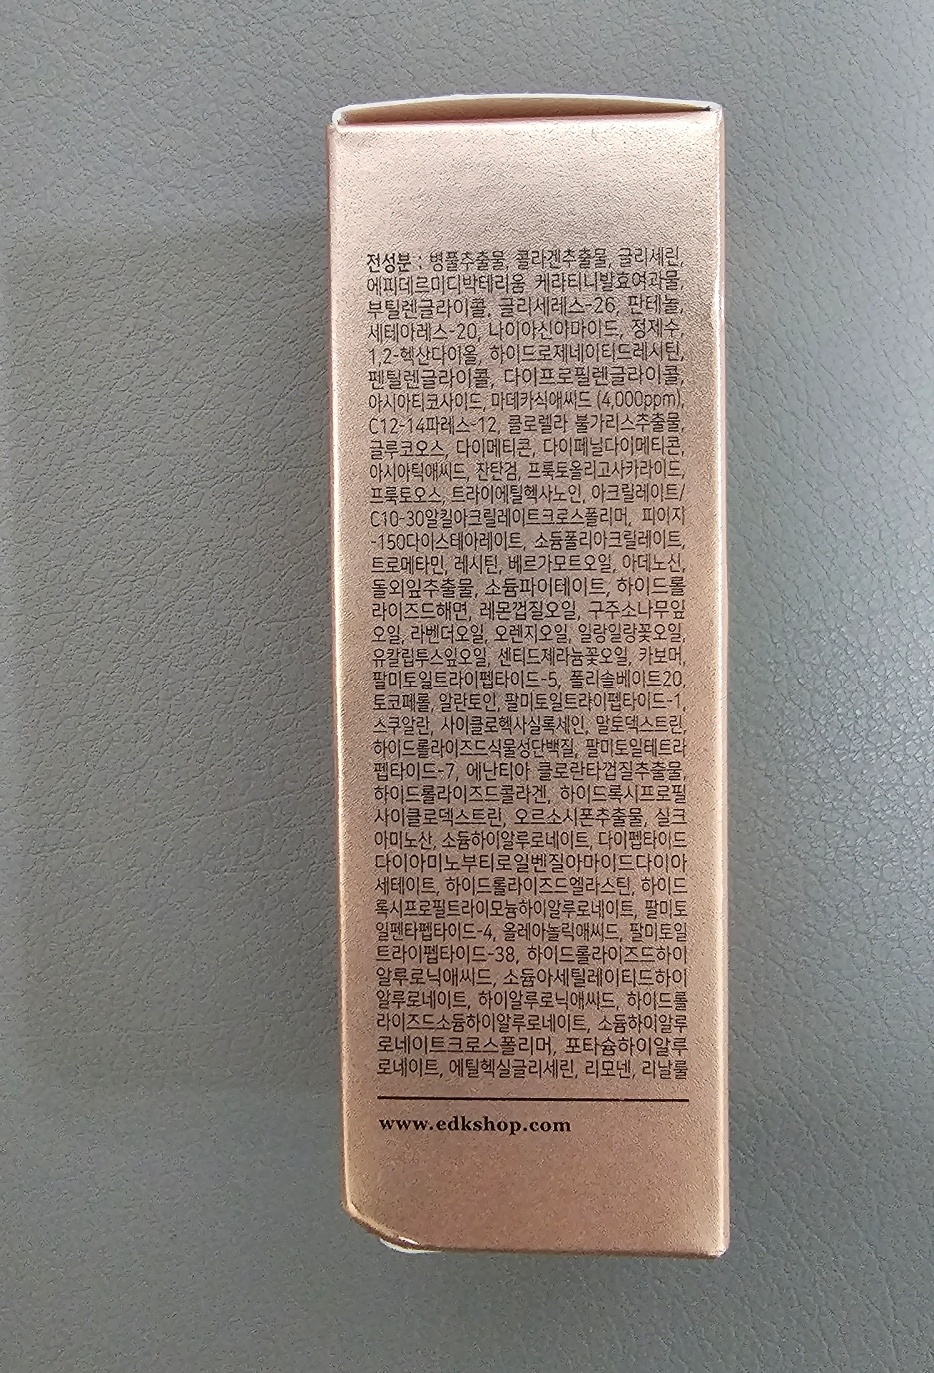 전성분 : 병풀추출물, 콜라겐추출물, 글리세린,
에피데르미디박테리움 케라티니발효여과물,
부틸렌글라이콜, 글리세레스-26, 판테놀,
세테아레스-20, 나이아신아마이드, 정제수,
1,2-헥산다이올, 하이드로제네이티드레시틴,
펜틸렌글라이콜, 다이프로필렌글라이콜,
아시아티코사이드, 마데카식애씨드 (4,000ppm),
C12-14파레스-12, 클로렐라 불가리스추출물,
글루코오스, 다이메티콘, 다이페닐다이메티콘,
아시아틱애씨드, 잔탄검, 프룩토올리고사카라이드,
프룩토오스, 트라이에틸헥사노인, 아크릴레이트/
C10-30알킬아크릴레이트크로스폴리머, 피이지
-150다이스테아레이트, 소듐폴리아크릴레이트,
트로메타민, 레시틴, 베르가모트오일, 아데노신,
돌외잎추출물, 소듐파이테이트, 하이드롤
라이즈드해면, 레몬껍질오일, 구주소나무잎
오일, 라벤더오일, 오렌지오일, 일랑일랑꽃오일,
유칼립투스잎오일, 센티드제라늄꽃오일, 카보머,
팔미토일트라이펩타이드-5, 폴리솔베이트20,
토코페롤, 알란토인, 팔미토일트라이펩타이드-1,
스쿠알란, 사이클로헥사실록세인, 말토덱스트린,
하이드롤라이즈드식물성단백질, 팔미토일테트라
펩타이드-7, 에난티아 클로란타껍질추출물,
하이드롤라이즈드콜라겐, 하이드록시프로필
사이클로덱스트린, 오르소시폰추출물, 실크
아미노산, 소듐하이알루로네이트, 다이펩타이드
다이아미노부티로일벤질아마이드다이아
세테이트, 하이드롤라이즈드엘라스틴, 하이드
록시프로필트라이모늄하이알루로네이트, 팔미토
일펜타펩타이드-4, 올레아놀릭애씨드, 팔미토일
트라이펩타이드-38, 하이드롤라이즈드하이
알루로닉애씨드, 소듐아세틸레이티드하이
알루로네이트, 하이알루로닉애씨드, 하이드롤
라이즈드소듐하이알루로네이트, 소듐하이알루
로네이트크로스폴리머, 포타슘하이알루
로네이트, 에틸헥실글리세린, 리모넨, 리날룰
www.edkshop.com